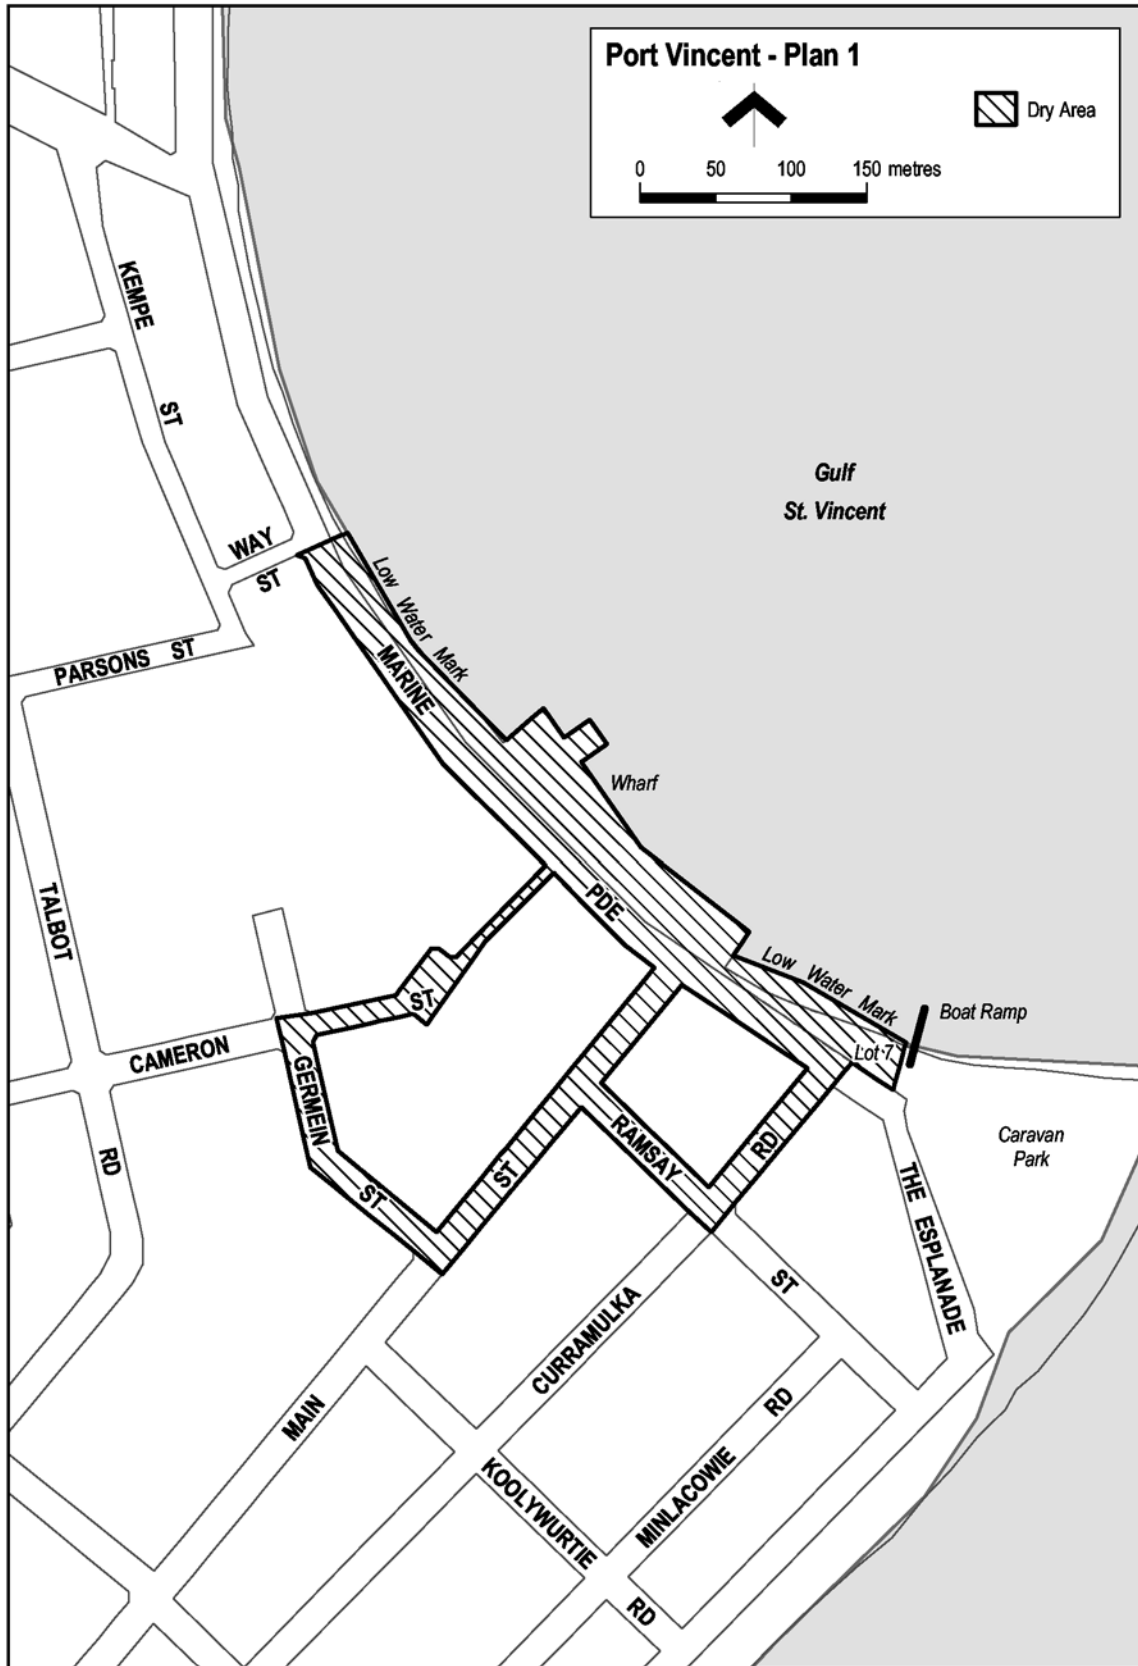 Port Vincent - Plan 1
Dry Area
0 50 100 150 metres
KEMPE ST
Gulf
St. Vincent
WAY ST
Low Water Mark
PARSONS ST
MARINE PDE
Wharf
TALBOT RD
Low Water Mark
Boat Ramp
CAMERON ST
Lot 7
GERMEIN ST
RAMSAY ST
Caravan
Park
THE ESPLANADE
MAIN ST
CURRAMULKA RD
MINLACOWIE RD
KOOLYWURTIE RD